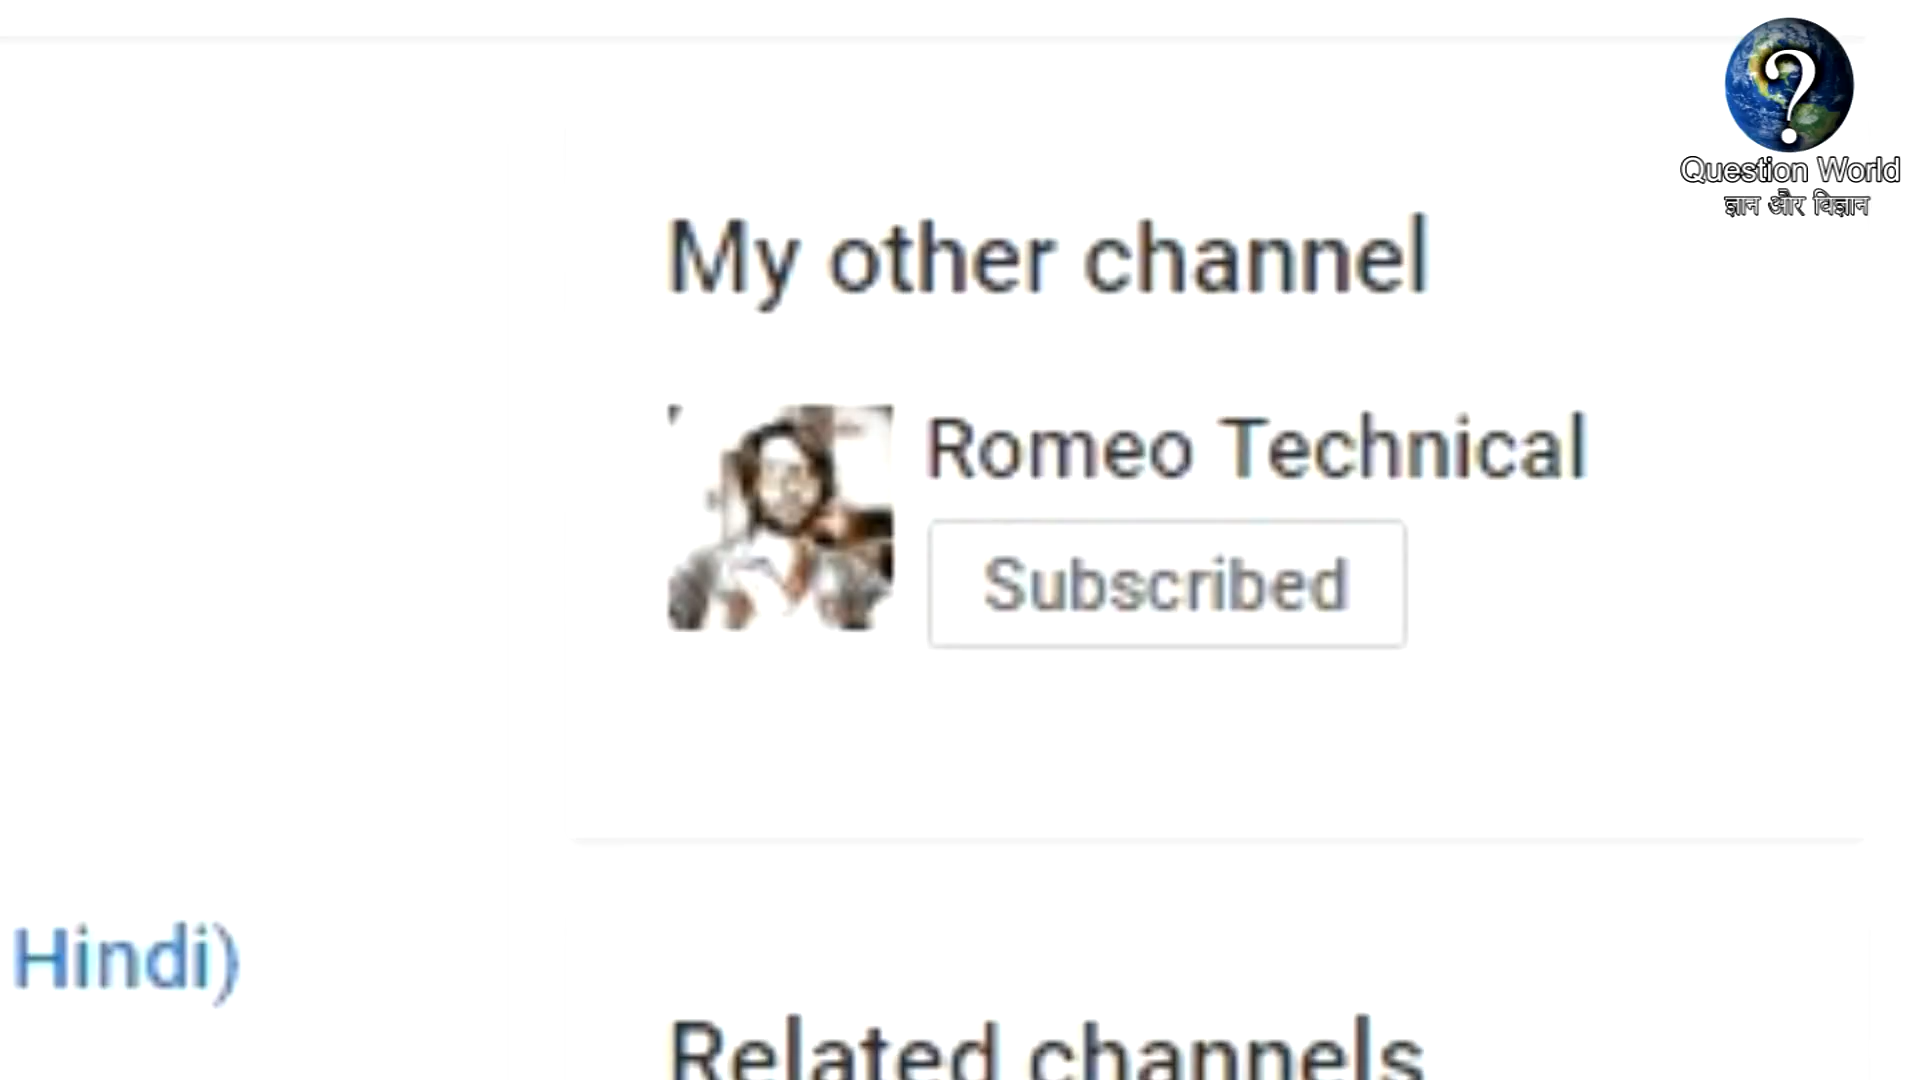 ?
Question World
ज्ञान और विज्ञान
My other channel
Romeo Technical
Subscribed
Hindi)
Related channels